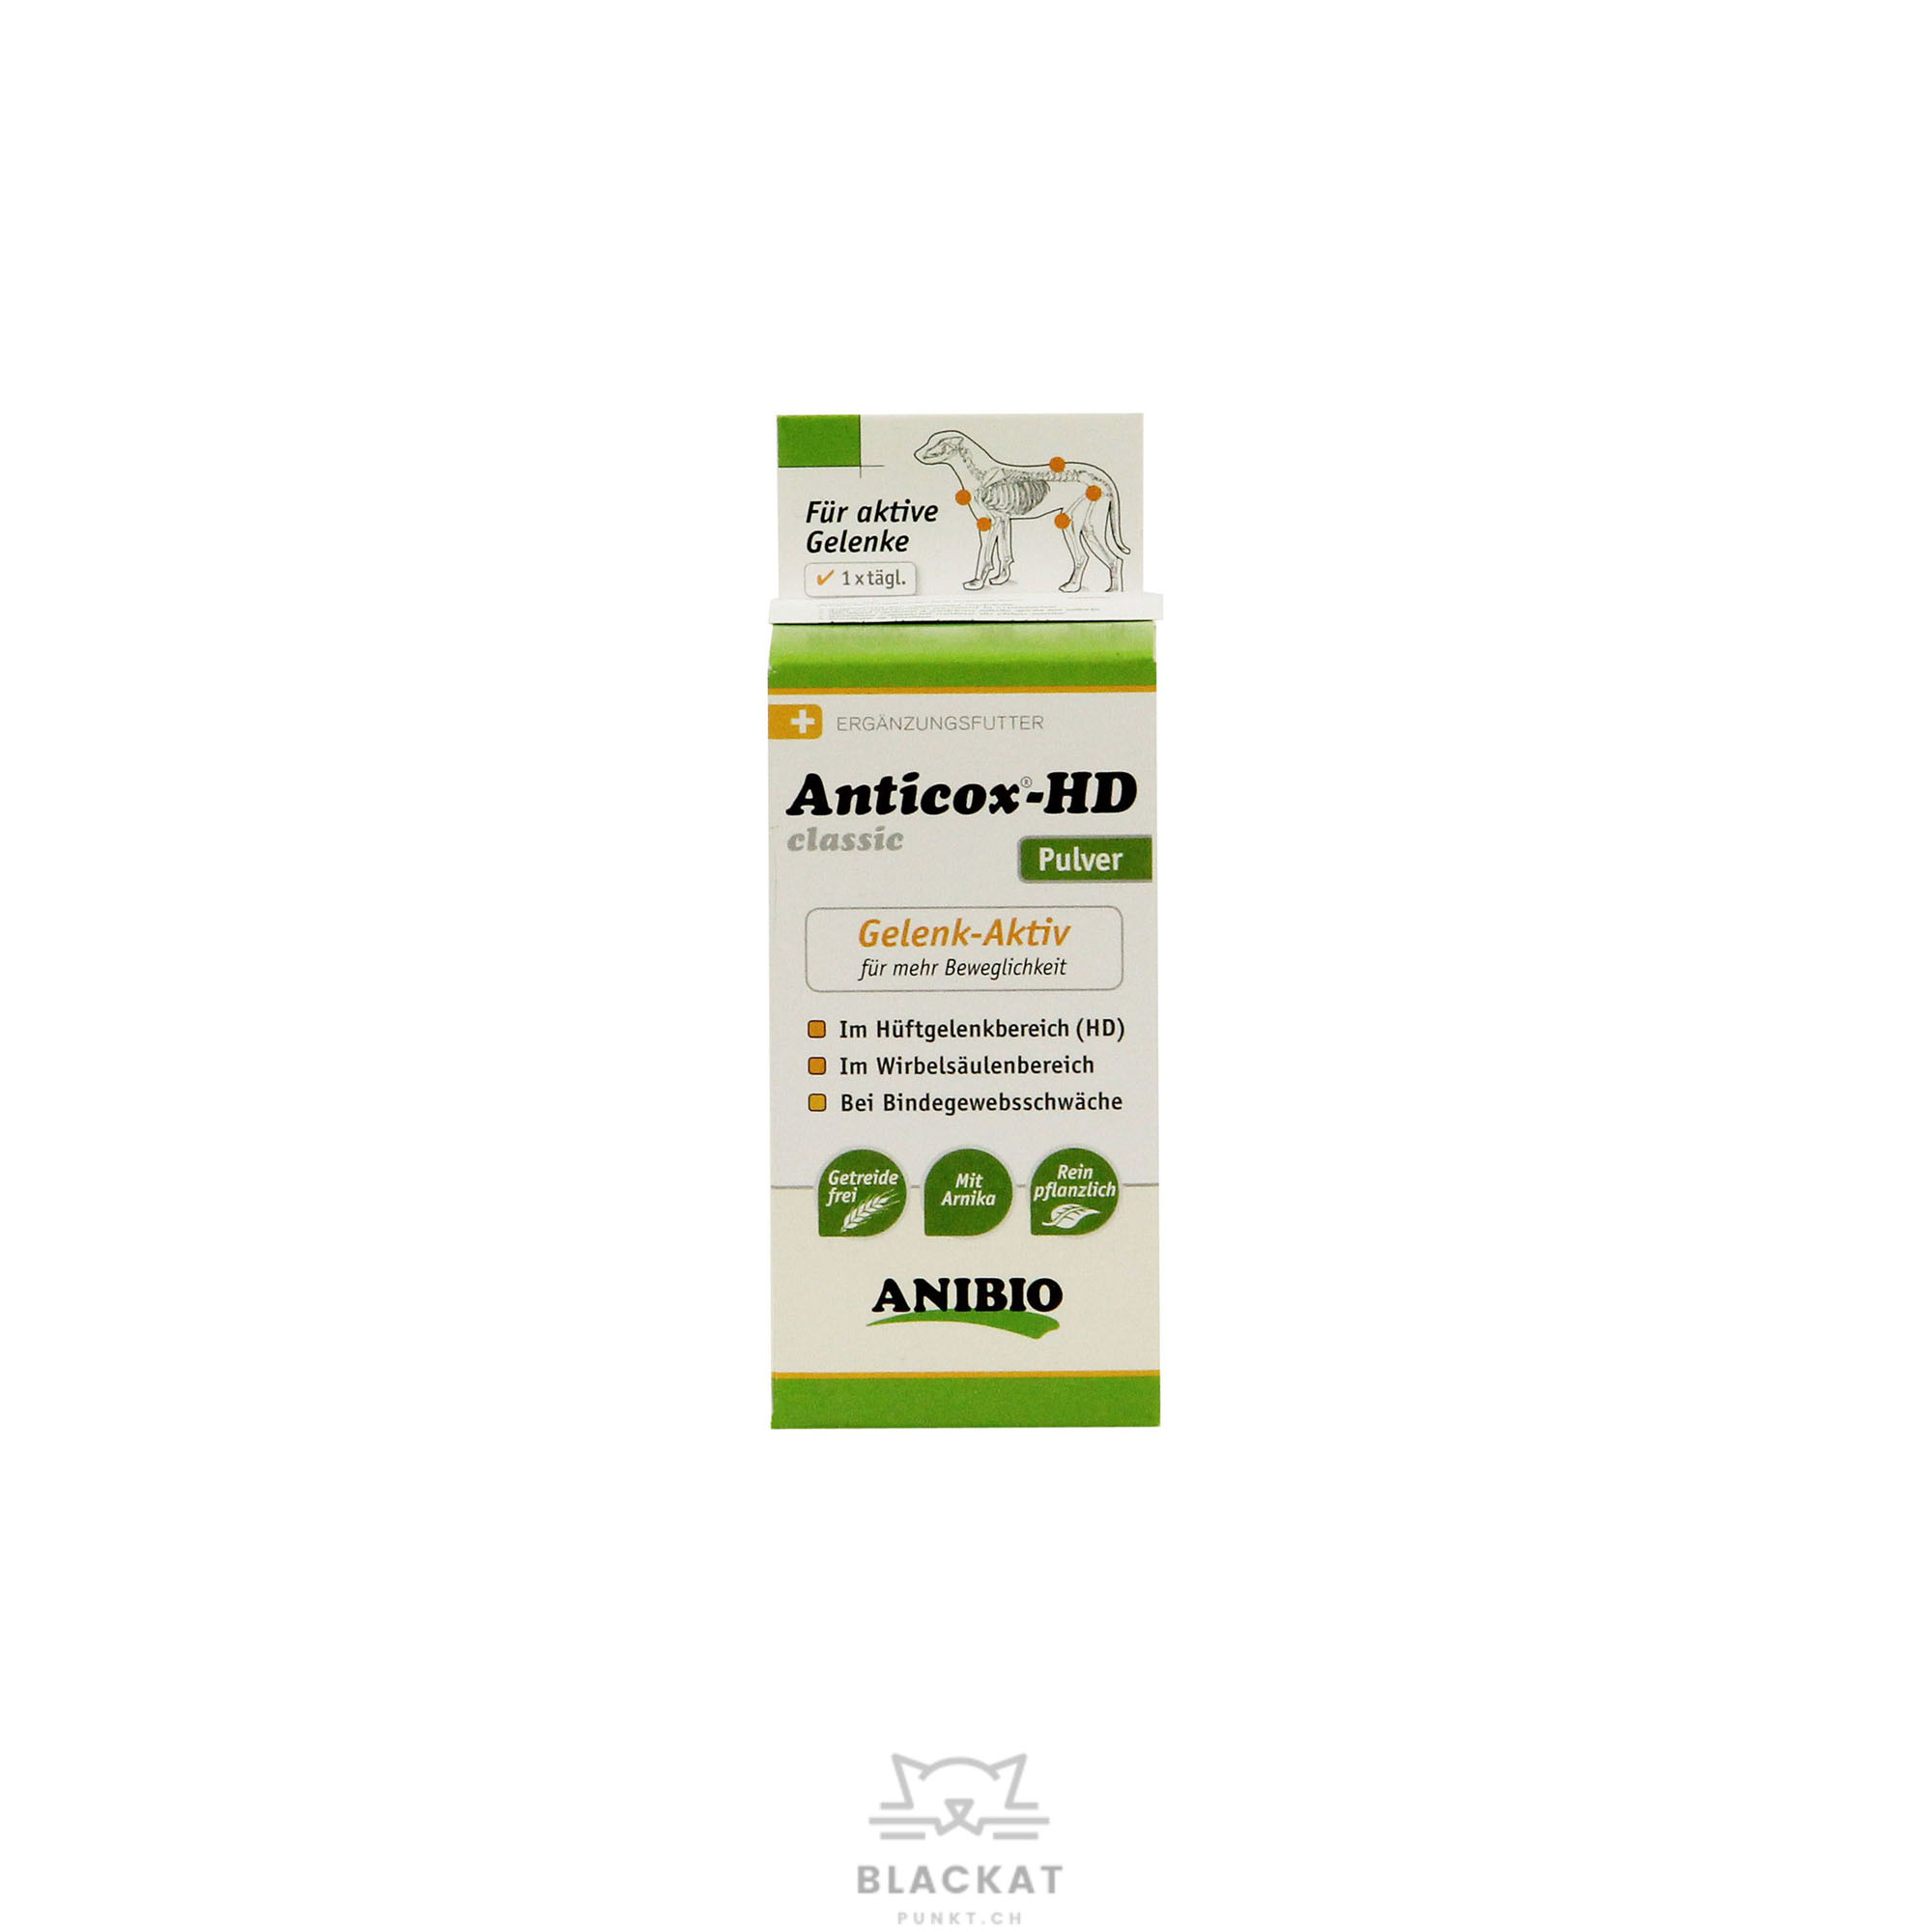 Für aktive
Gelenke
✓ 1 x tägl.
ERGÄNZUNGSFUTTER
Anticox®-HD
classic
Pulver
Gelenk-Aktiv
für mehr Beweglichkeit
Im Hüftgelenkbereich (HD)
Im Wirbelsäulenbereich
Bei Bindegewebsschwäche
Getreide
frei
Mit
Arnika
Rein
pflanzlich
ANIBIO
BLACKAT
PUNKT.CH